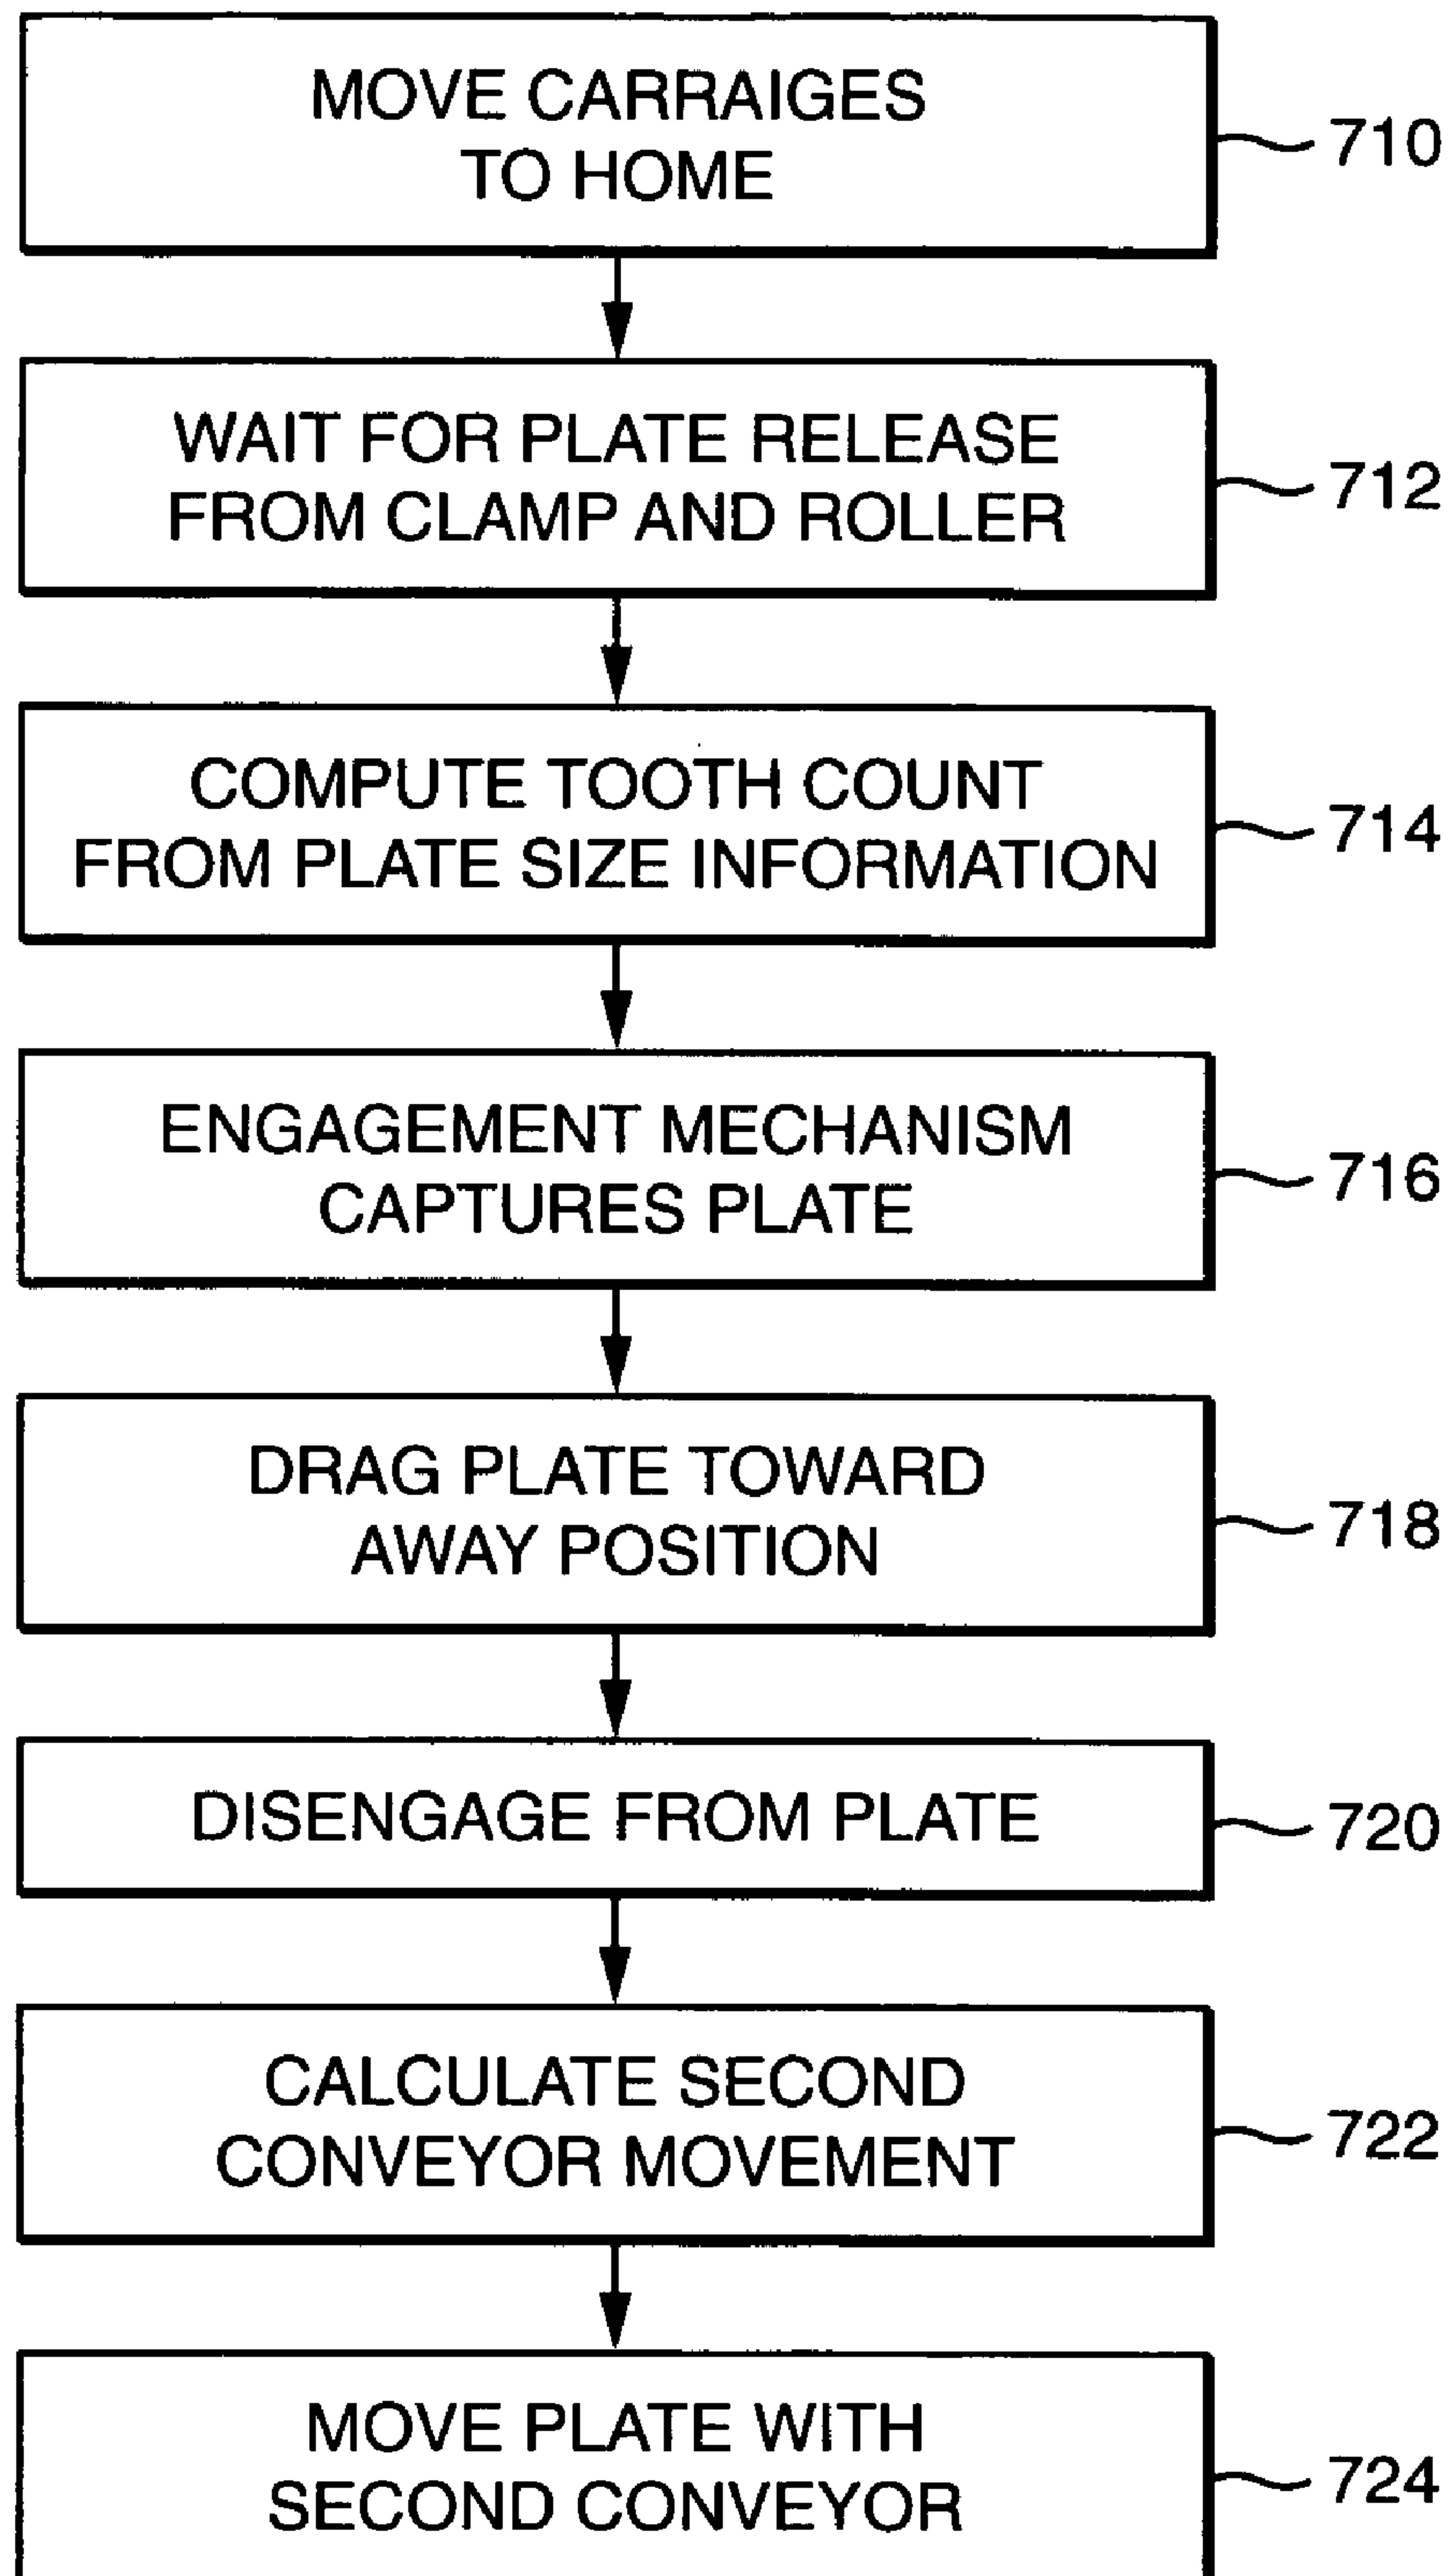 MOVE CARRAIGES
TO HOME
710
WAIT FOR PLATE RELEASE
FROM CLAMP AND ROLLER
712
COMPUTE TOOTH COUNT
FROM PLATE SIZE INFORMATION
714
ENGAGEMENT MECHANISM
CAPTURES PLATE
716
DRAG PLATE TOWARD
AWAY POSITION
718
DISENGAGE FROM PLATE
720
CALCULATE SECOND
CONVEYOR MOVEMENT
722
MOVE PLATE WITH
SECOND CONVEYOR
724